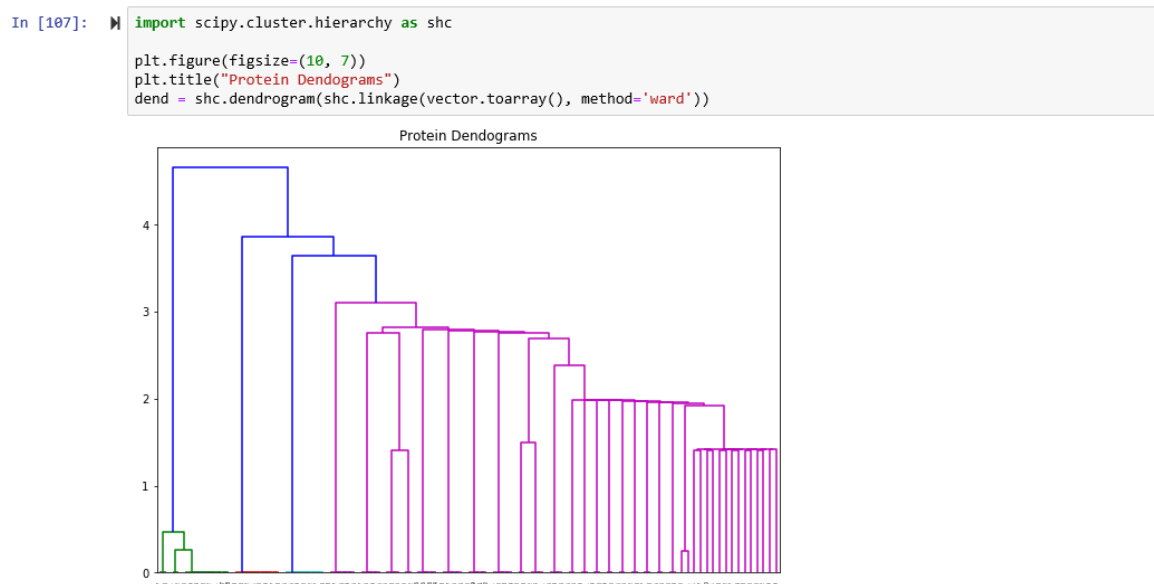 In [107]:
import scipy.cluster.hierarchy as shc
plt.figure(figsize=(10, 7))
plt.title("Protein Dendograms")
dend = shc.dendrogram(shc.linkage(vector.toarray(), method='ward'))
Protein Dendograms
4
3
2
1
0